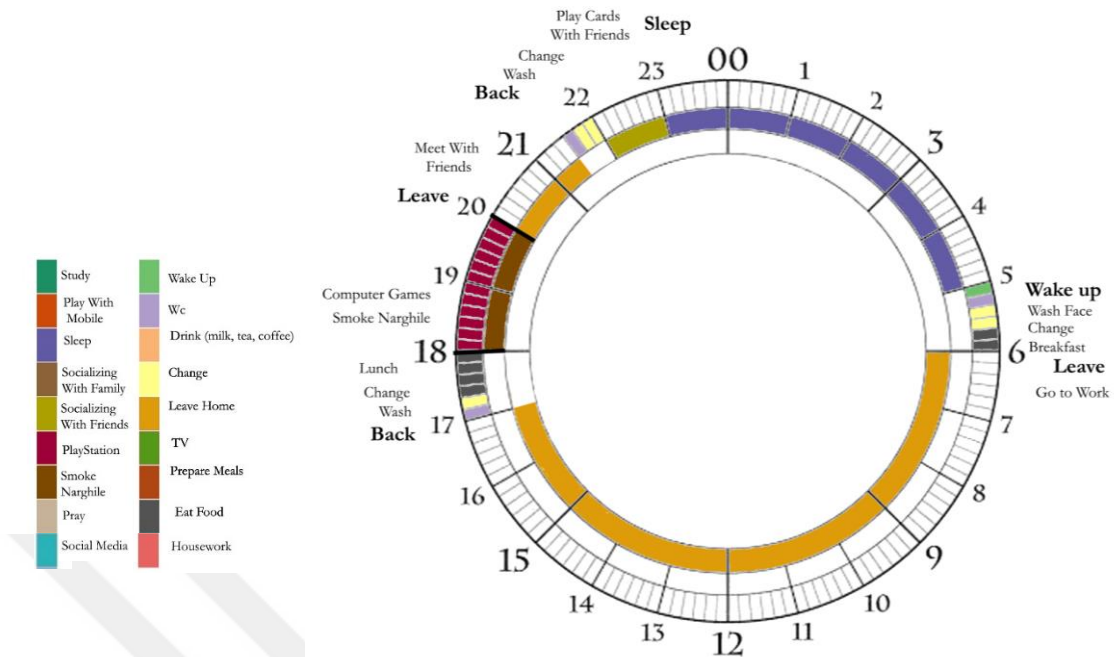 Play Cards
With Friends
Sleep
Change
Wash
Back
Meet With
Friends
Leave
Computer Games
Smoke Narghile
Lunch
Change
Wash
Back
00
1
2
3
4
5
6
7
8
9
10
11
12
13
14
15
16
17
18
19
20
21
22
23
Wake up
Wash Face
Change
Breakfast
Leave
Go to Work
Study
Play With
Mobile
Sleep
Socializing
With Family
Socializing
With Friends
PlayStation
Smoke
Narghile
Pray
Social Media
Wake Up
Wc
Drink (milk, tea, coffee)
Change
Leave Home
TV
Prepare Meals
Eat Food
Housework